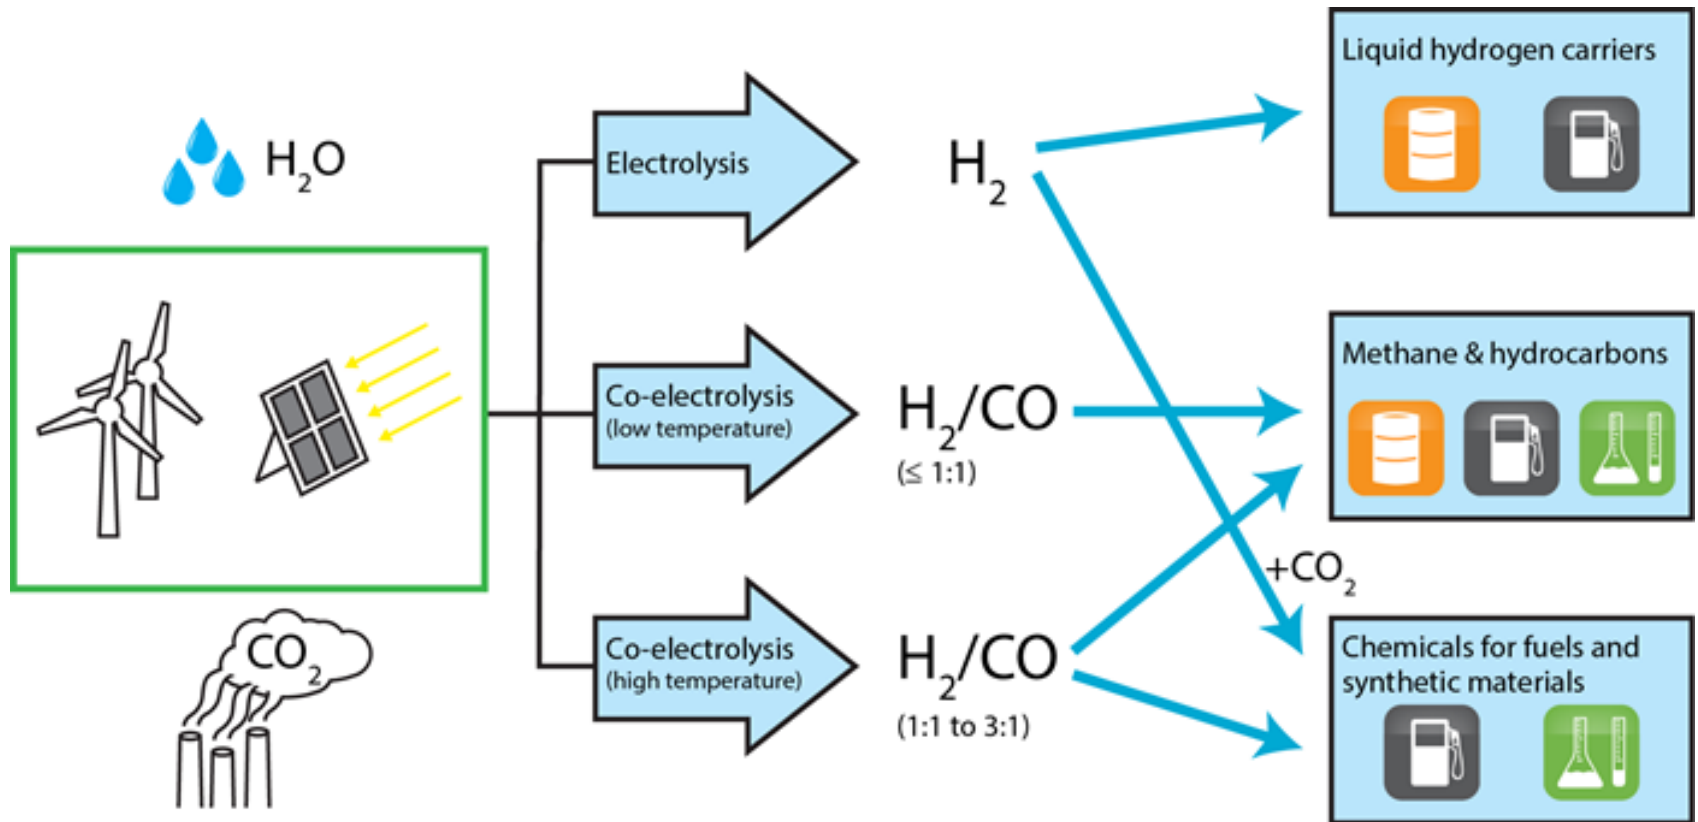 H₂O
CO₂
Electrolysis
Co-electrolysis
(low temperature)
Co-electrolysis
(high temperature)
H₂
H₂/CO
(≤ 1:1)
H₂/CO
(1:1 to 3:1)
+CO₂
Liquid hydrogen carriers
Methane & hydrocarbons
Chemicals for fuels and
synthetic materials